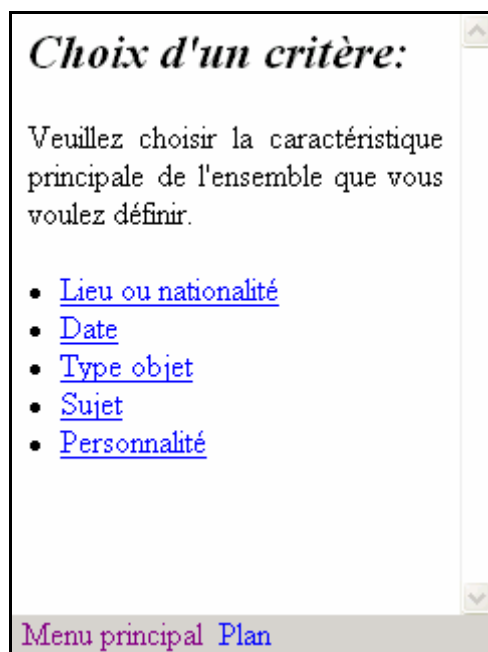 Choix d'un critère:
Veuillez choisir la caractéristique
principale de l'ensemble que vous
voulez définir.
• Lieu ou nationalité
• Date
• Type objet
• Sujet
• Personnalité
Menu principal Plan